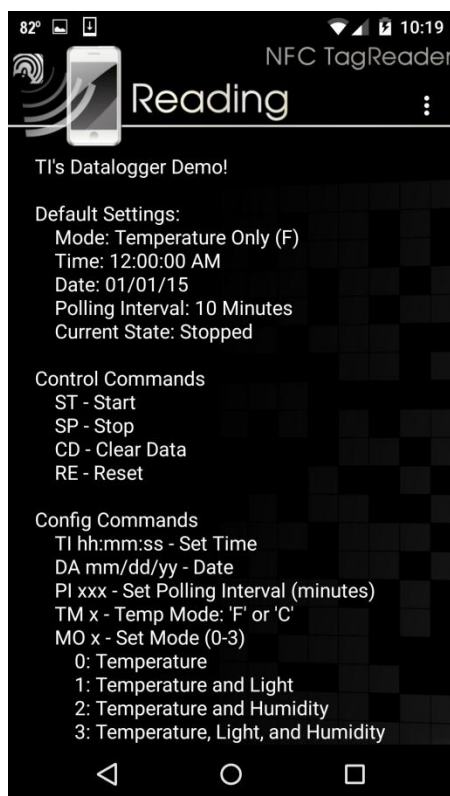 82° 10:19
NFC TagReader
Reading
TI's Datalogger Demo!
Default Settings:
Mode: Temperature Only (F)
Time: 12:00:00 AM
Date: 01/01/15
Polling Interval: 10 Minutes
Current State: Stopped
Control Commands
ST - Start
SP - Stop
CD - Clear Data
RE - Reset
Config Commands
TI hh:mm:ss - Set Time
DA mm/dd/yy - Date
PI xxx - Set Polling Interval (minutes)
TM x - Temp Mode: 'F' or 'C'
MO x - Set Mode (0-3)
0: Temperature
1: Temperature and Light
2: Temperature and Humidity
3: Temperature, Light, and Humidity